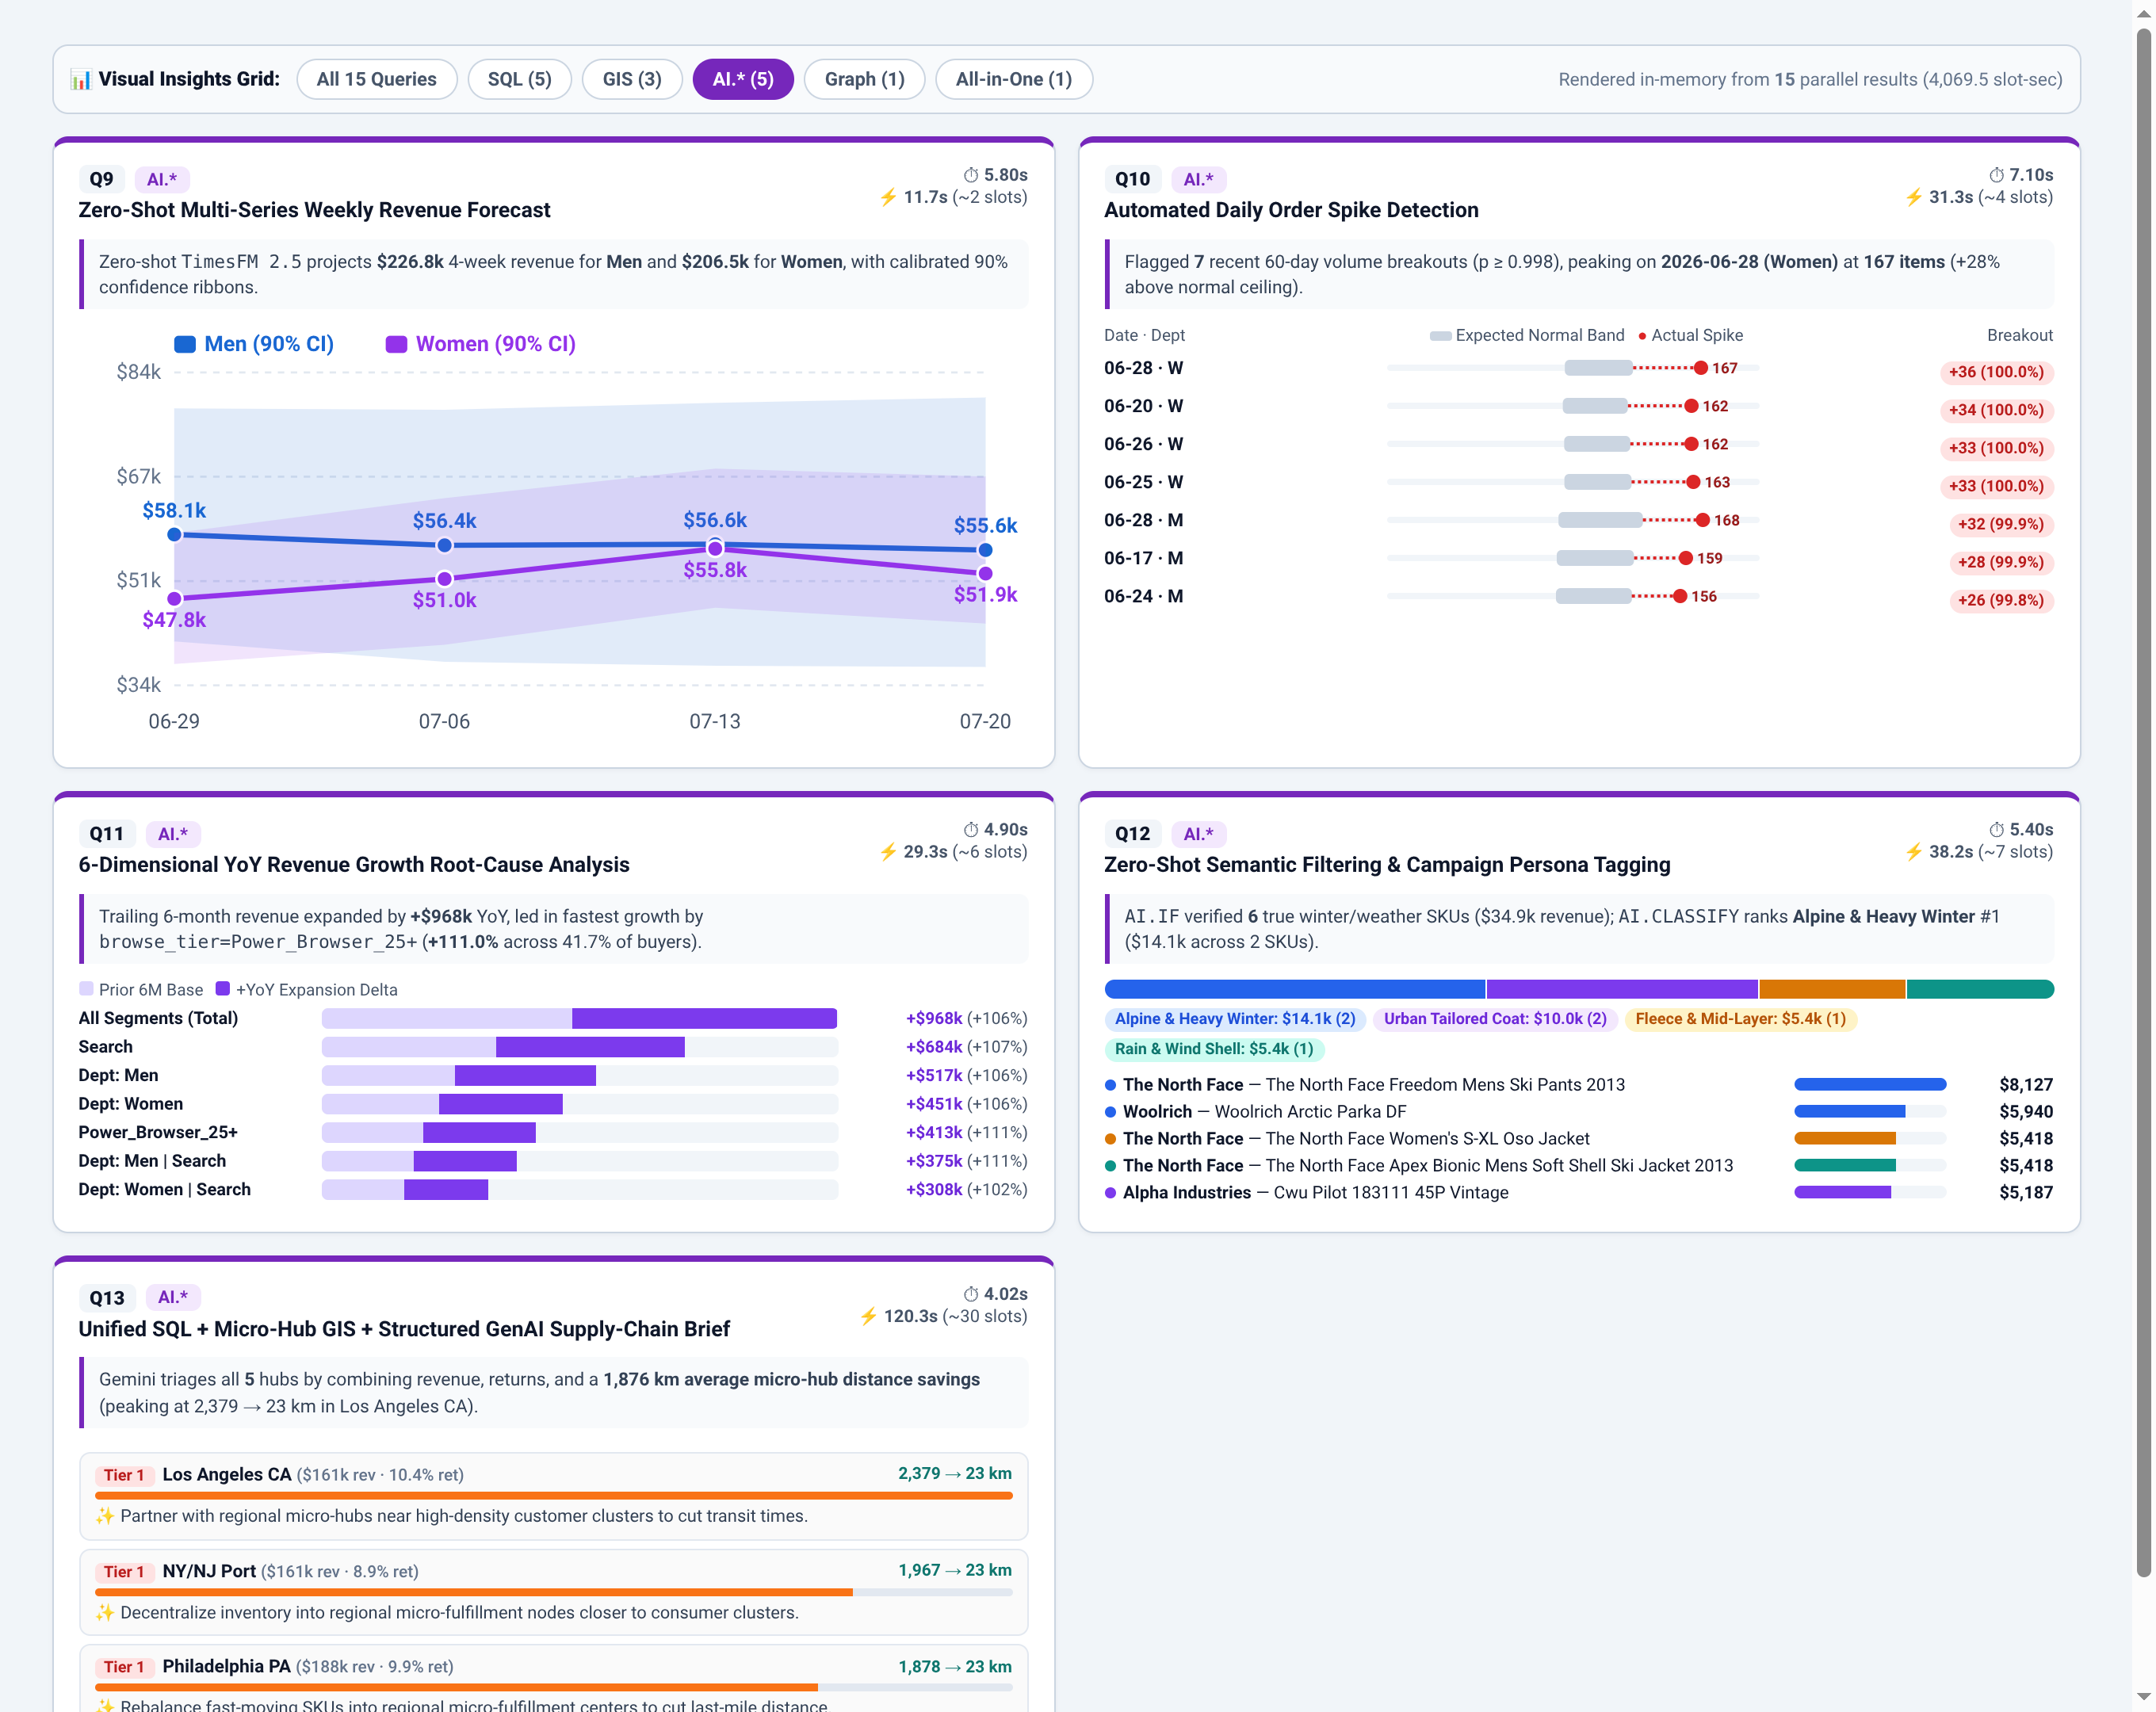 📊 Visual Insights Grid: All 15 Queries SQL (5) GIS (3) AI.* (5) Graph (1) All-in-One (1) Rendered in-memory from 15 parallel results (4,069.5 slot-sec)
Q9 AI.* ⏱ 5.80s
⚡ 11.7s (~2 slots)
Zero-Shot Multi-Series Weekly Revenue Forecast
Zero-shot TimesFM 2.5 projects $226.8k 4-week revenue for Men and $206.5k for Women, with calibrated 90%
confidence ribbons.
Men (90% CI) Women (90% CI)
$84k
$67k
$58.1k $56.4k $56.6k $55.6k
$51k
$47.8k $51.0k $55.8k $51.9k
$34k
06-29 07-06 07-13 07-20
Q10 AI.* ⏱ 7.10s
⚡ 31.3s (~4 slots)
Automated Daily Order Spike Detection
Flagged 7 recent 60-day volume breakouts (p ≥ 0.998), peaking on 2026-06-28 (Women) at 167 items (+28%
above normal ceiling).
Date · Dept Expected Normal Band Actual Spike Breakout
06-28 · W 167 +36 (100.0%)
06-20 · W 162 +34 (100.0%)
06-26 · W 162 +33 (100.0%)
06-25 · W 163 +33 (100.0%)
06-28 · M 168 +32 (99.9%)
06-17 · M 159 +28 (99.9%)
06-24 · M 156 +26 (99.8%)
Q11 AI.* ⏱ 4.90s
⚡ 29.3s (~6 slots)
6-Dimensional YoY Revenue Growth Root-Cause Analysis
Trailing 6-month revenue expanded by +$968k YoY, led in fastest growth by
browse_tier=Power_Browser_25+ (+111.0% across 41.7% of buyers).
Prior 6M Base +YoY Expansion Delta
All Segments (Total) +$968k (+106%)
Search +$684k (+107%)
Dept: Men +$517k (+106%)
Dept: Women +$451k (+106%)
Power_Browser_25+ +$413k (+111%)
Dept: Men | Search +$375k (+111%)
Dept: Women | Search +$308k (+102%)
Q12 AI.* ⏱ 5.40s
⚡ 38.2s (~7 slots)
Zero-Shot Semantic Filtering & Campaign Persona Tagging
AI.IF verified 6 true winter/weather SKUs ($34.9k revenue); AI.CLASSIFY ranks Alpine & Heavy Winter #1
($14.1k across 2 SKUs).
Alpine & Heavy Winter: $14.1k (2) Urban Tailored Coat: $10.0k (2) Fleece & Mid-Layer: $5.4k (1)
Rain & Wind Shell: $5.4k (1)
The North Face — The North Face Freedom Mens Ski Pants 2013 $8,127
Woolrich — Woolrich Arctic Parka DF $5,940
The North Face — The North Face Women's S-XL Oso Jacket $5,418
The North Face — The North Face Apex Bionic Mens Soft Shell Ski Jacket 2013 $5,418
Alpha Industries — Cwu Pilot 183111 45P Vintage $5,187
Q13 AI.* ⏱ 4.02s
⚡ 120.3s (~30 slots)
Unified SQL + Micro-Hub GIS + Structured GenAI Supply-Chain Brief
Gemini triages all 5 hubs by combining revenue, returns, and a 1,876 km average micro-hub distance savings
(peaking at 2,379 → 23 km in Los Angeles CA).
Tier 1 Los Angeles CA ($161k rev · 10.4% ret) 2,379 → 23 km
✨ Partner with regional micro-hubs near high-density customer clusters to cut transit times.
Tier 1 NY/NJ Port ($161k rev · 8.9% ret) 1,967 → 23 km
✨ Decentralize inventory into regional micro-fulfillment nodes closer to consumer clusters.
Tier 1 Philadelphia PA ($188k rev · 9.9% ret) 1,878 → 23 km
✨ Rebalance fast-moving SKUs into regional micro-fulfillment centers to cut last-mile distance